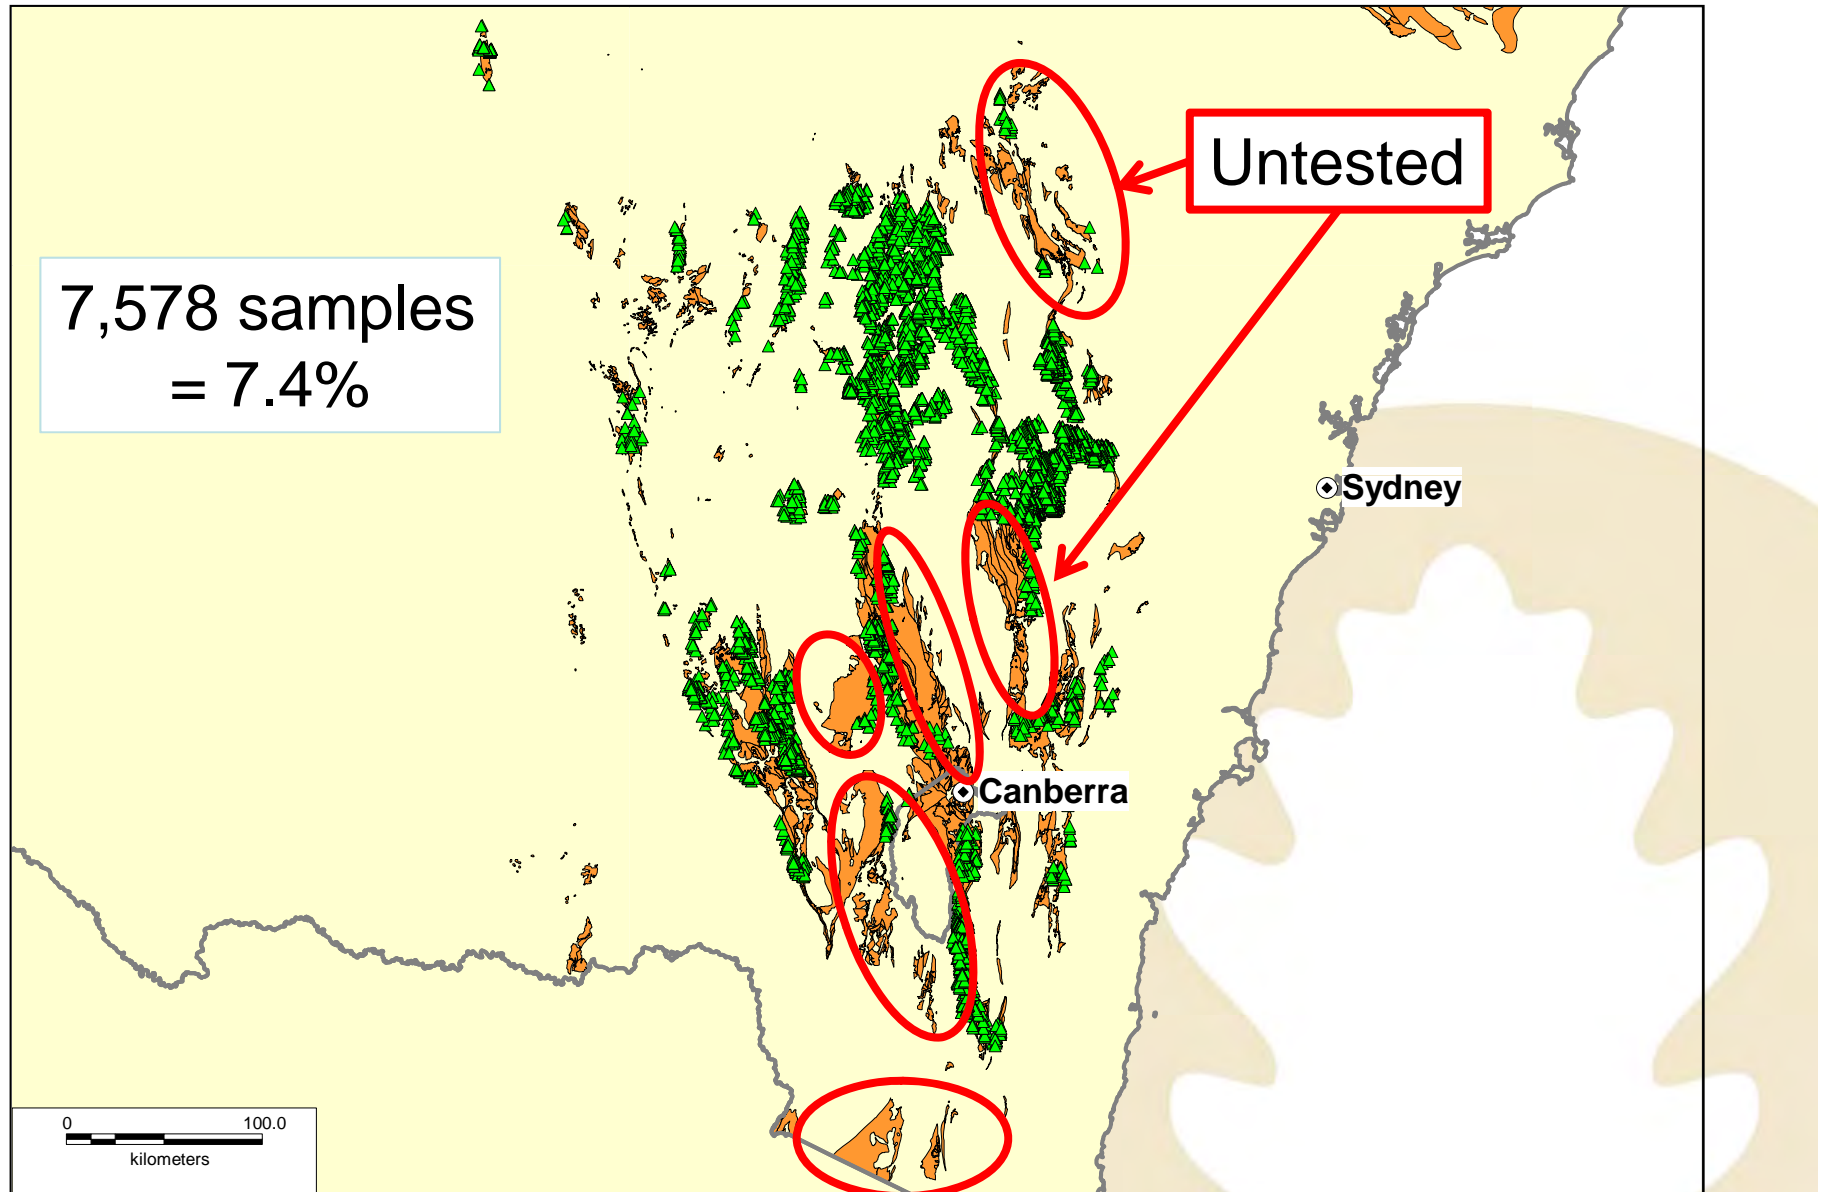 Untested
7,578 samples
= 7.4%
Sydney
Canberra
0 100.0
kilometers